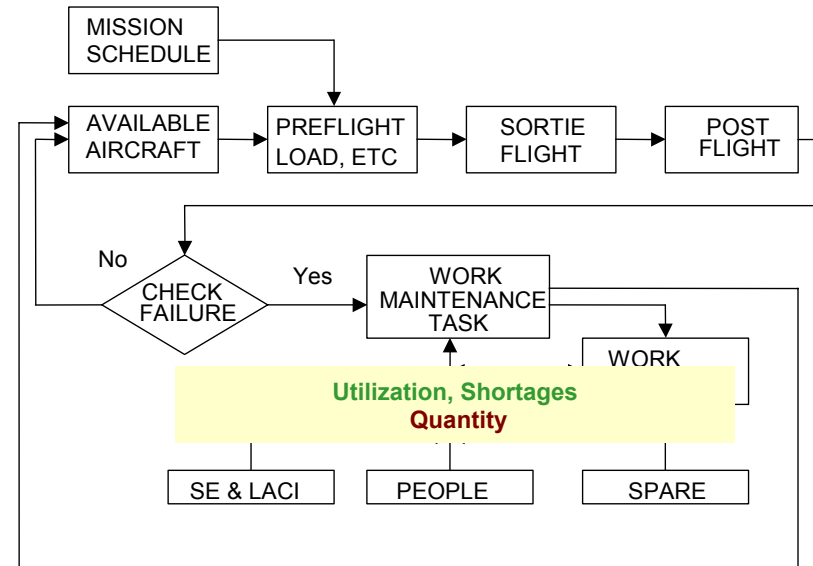 MISSION
SCHEDULE
AVAILABLE
AIRCRAFT
PREFLIGHT
LOAD, ETC
SORTIE
FLIGHT
POST
FLIGHT
No
CHECK
FAILURE
Yes
WORK
MAINTENANCE
TASK
WORK
Utilization, Shortages
Quantity
SE & LACI
PEOPLE
SPARE